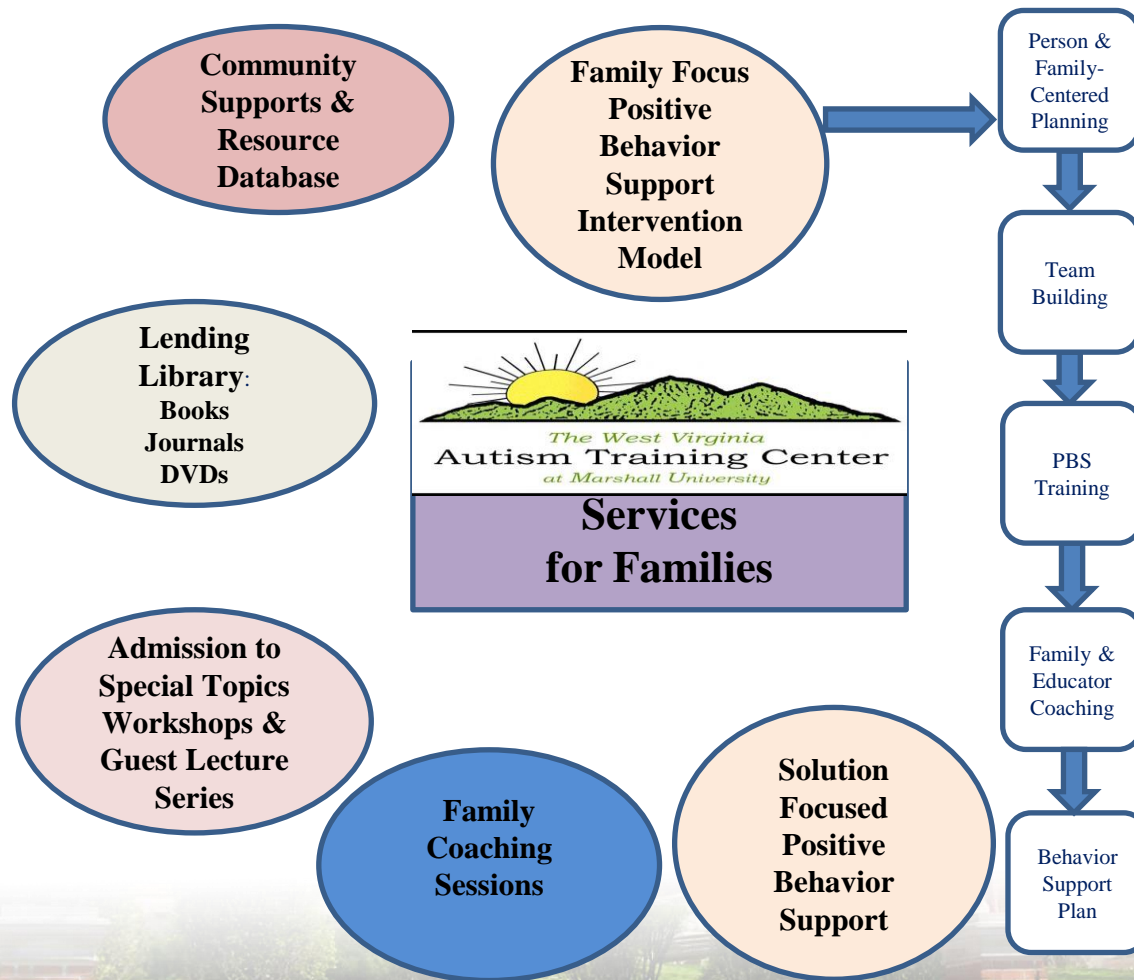 Community
Supports &
Resource
Database
Family Focus
Positive
Behavior
Support
Intervention
Model
Person &
Family-
Centered
Planning
Team
Building
PBS
Training
Family &
Educator
Coaching
Behavior
Support
Plan
Lending
Library:
Books
Journals
DVDs
The West Virginia
Autism Training Center
at Marshall University
Services
for Families
Admission to
Special Topics
Workshops &
Guest Lecture
Series
Family
Coaching
Sessions
Solution
Focused
Positive
Behavior
Support